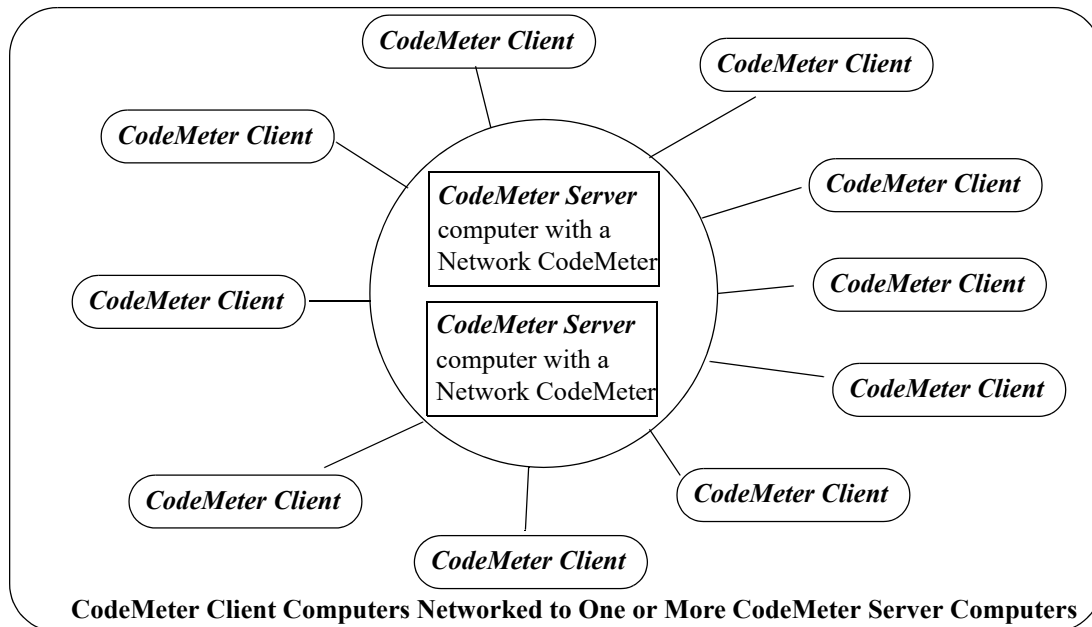 CodeMeter Client
CodeMeter Client
CodeMeter Client
CodeMeter Client
CodeMeter Server
computer with a
Network CodeMeter
CodeMeter Client
CodeMeter Client
CodeMeter Server
computer with a
Network CodeMeter
CodeMeter Client
CodeMeter Client
CodeMeter Client
CodeMeter Client
CodeMeter Client Computers Networked to One or More CodeMeter Server Computers